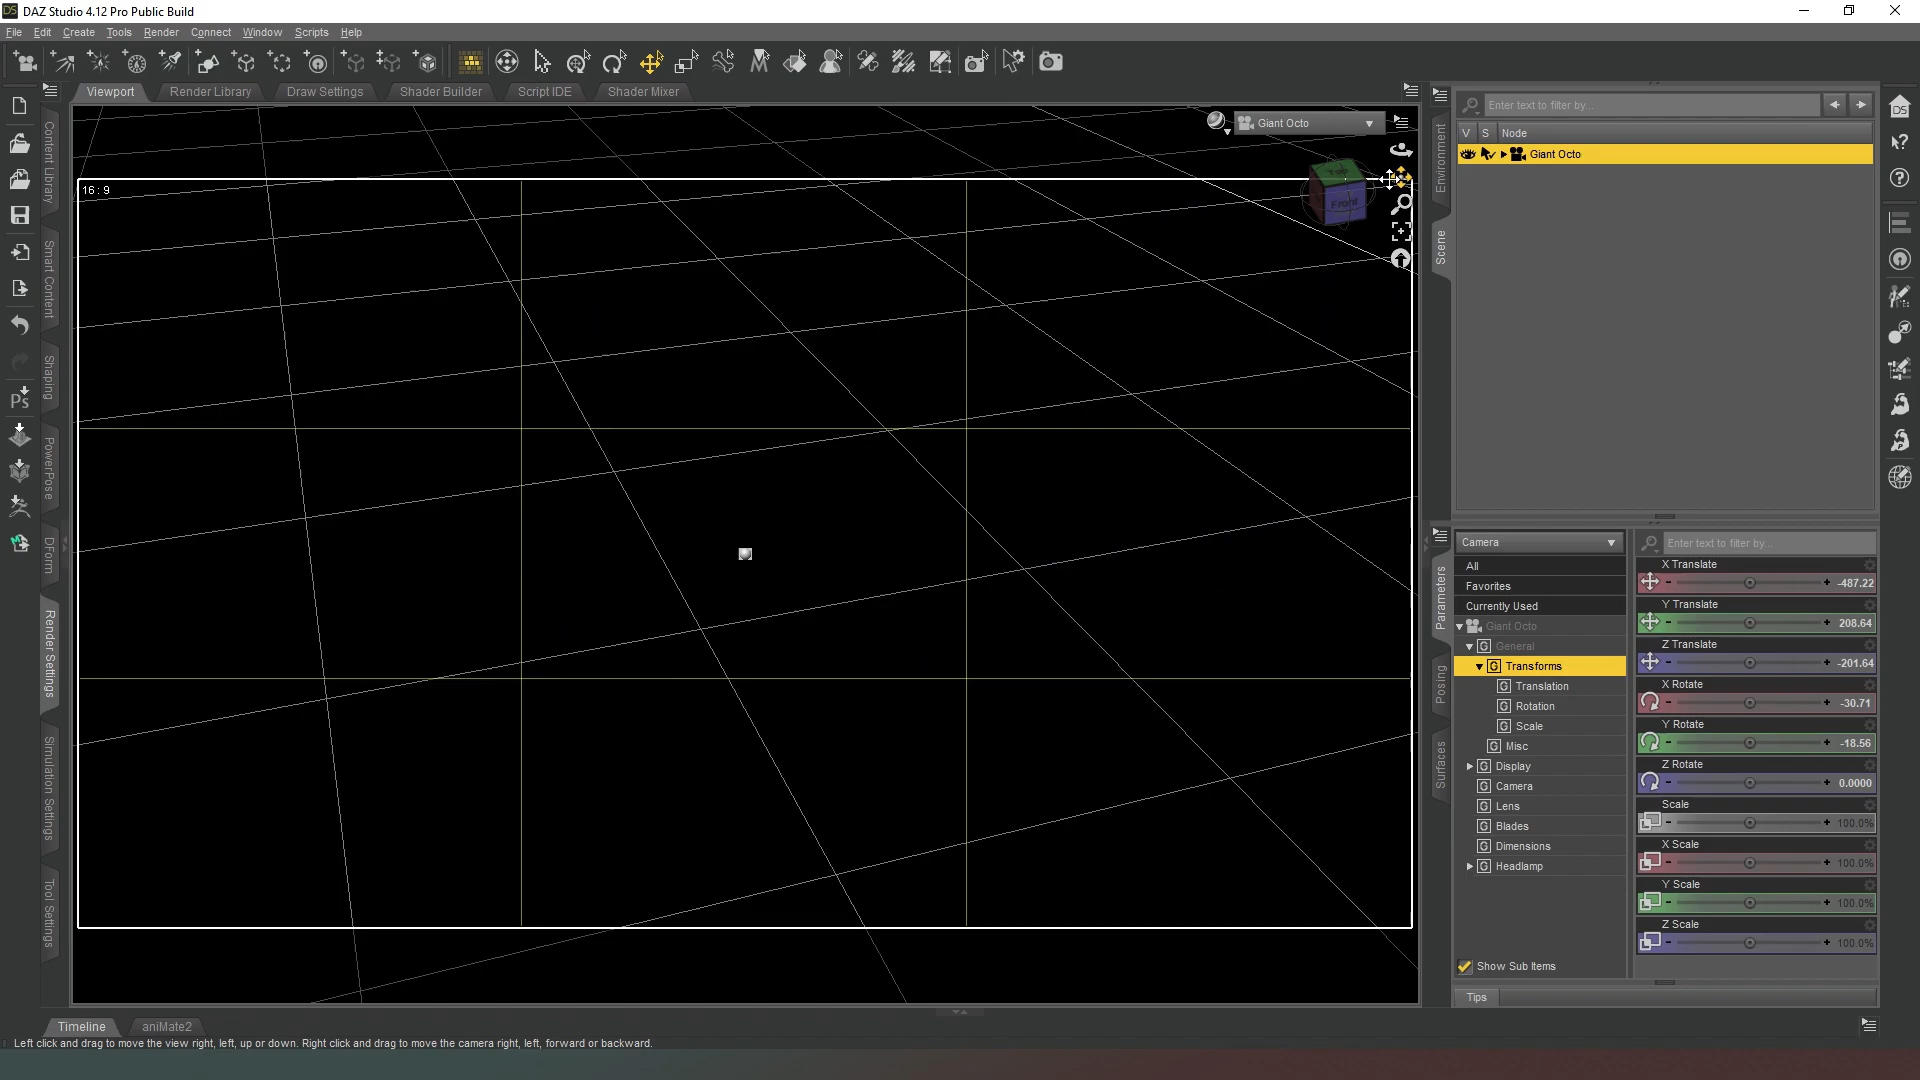 DAZ Studio 4.12 Pro Public Build
File Edit Create Tools Render Connect Window Scripts Help
Viewport Render Library Draw Settings Shader Builder Script IDE Shader Mixer
Giant Octo
16 : 9
Top
Front
Content Library
Smart Content
Shaping
PowerPose
DForm
Render Settings
Simulation Settings
Tool Settings
Ps
Environment
Scene
Enter text to filter by...
V S Node
Giant Octo
DS
Parameters
Posing
Surfaces
Camera
All
Favorites
Currently Used
Giant Octo
General
Transforms
Translation
Rotation
Scale
Misc
Display
Camera
Lens
Blades
Dimensions
Headlamp
Show Sub Items
Enter text to filter by...
X Translate
-487.22
Y Translate
208.64
Z Translate
-201.64
X Rotate
-30.71
Y Rotate
-18.56
Z Rotate
0.0000
Scale
100.0%
X Scale
100.0%
Y Scale
100.0%
Z Scale
100.0%
Tips
Timeline aniMate2
Left click and drag to move the view right, left, up or down. Right click and drag to move the camera right, left, forward or backward.